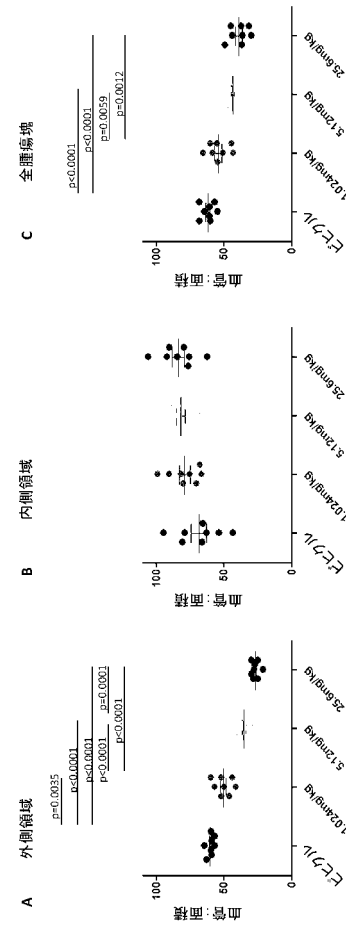 A
外側領域
p=0.0035
p<0.0001
p<0.0001
p<0.0001
p=0.0001
p<0.0001
血管:面積
100
50
0
ビヒクル
1.024mg/kg
5.12mg/kg
25.6mg/kg
B
内側領域
血管:面積
100
50
0
ビヒクル
1.024mg/kg
5.12mg/kg
25.6mg/kg
C
全腫瘍塊
p<0.0001
p<0.0001
p=0.0059
p=0.0012
血管:面積
100
50
0
ビヒクル
1.024mg/kg
5.12mg/kg
25.6mg/kg